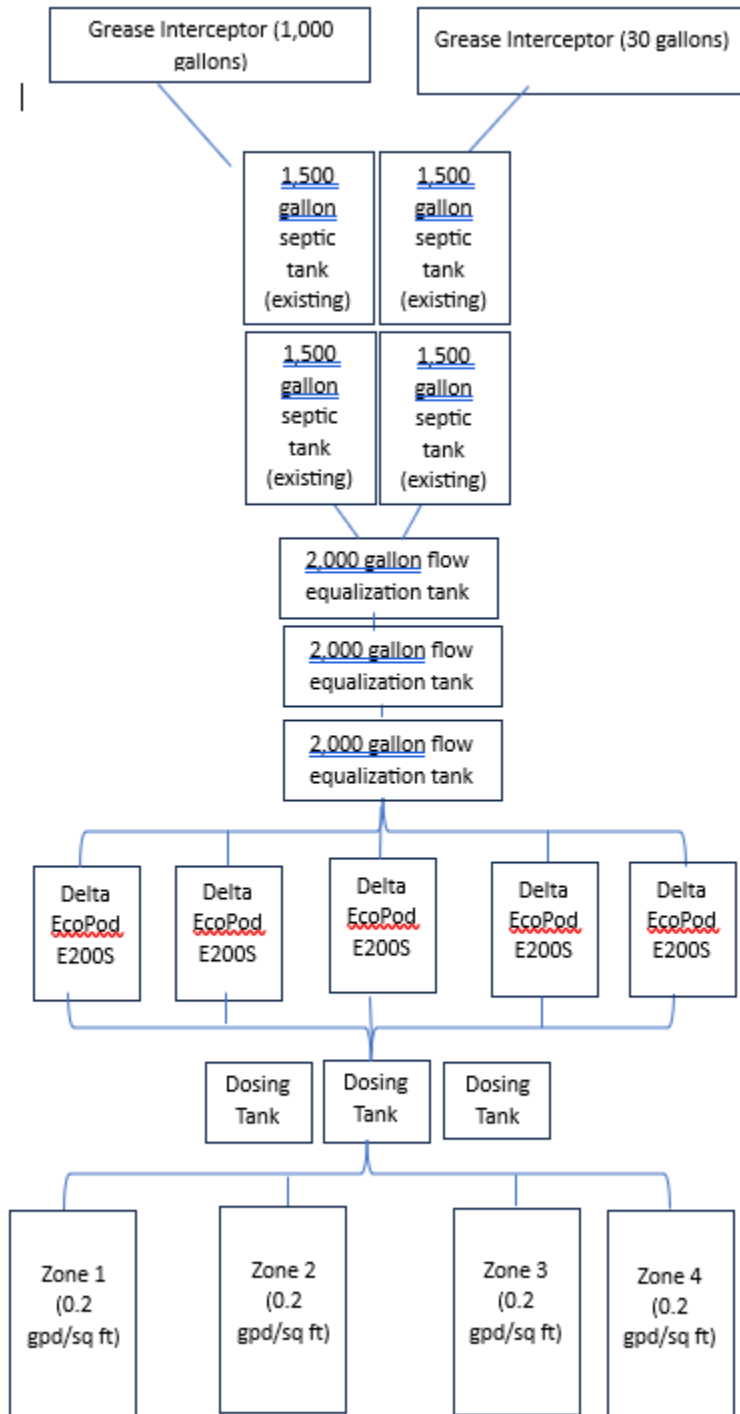 Grease Interceptor (1,000
gallons)
Grease Interceptor (30 gallons)
1,500
gallon
septic
tank
(existing)
1,500
gallon
septic
tank
(existing)
1,500
gallon
septic
tank
(existing)
1,500
gallon
septic
tank
(existing)
2,000 gallon flow
equalization tank
2,000 gallon flow
equalization tank
2,000 gallon flow
equalization tank
Delta
EcoPod
E200S
Delta
EcoPod
E200S
Delta
EcoPod
E200S
Delta
EcoPod
E200S
Delta
EcoPod
E200S
Dosing
Tank
Dosing
Tank
Dosing
Tank
Zone 1
(0.2
gpd/sq ft)
Zone 2
(0.2
gpd/sq ft)
Zone 3
(0.2
gpd/sq ft)
Zone 4
(0.2
gpd/sq ft)